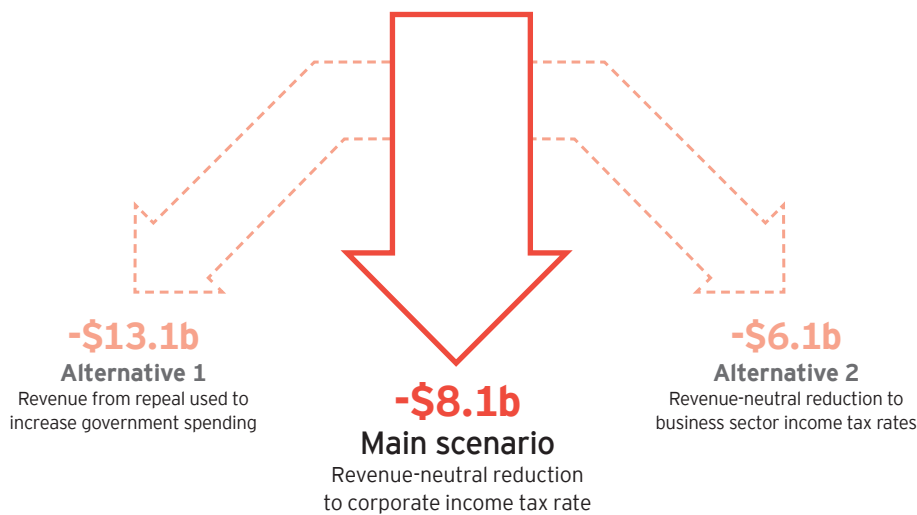 -$13.1b
Alternative 1
Revenue from repeal used to
increase government spending
-$8.1b
Main scenario
Revenue-neutral reduction
to corporate income tax rate
-$6.1b
Alternative 2
Revenue-neutral reduction to
business sector income tax rates